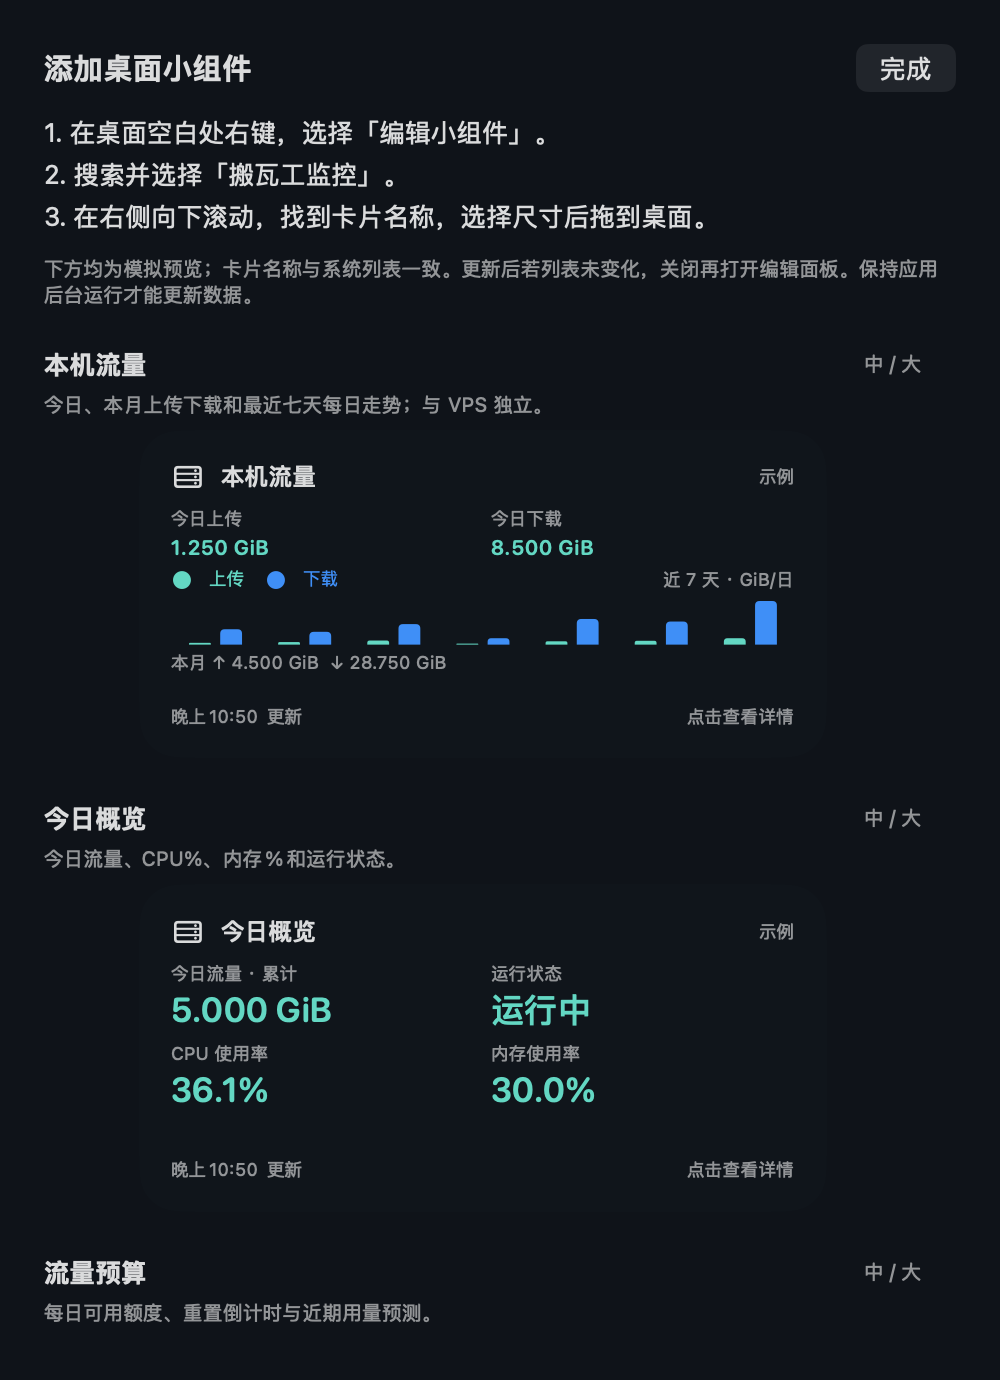 添加桌面小组件
完成
1. 在桌面空白处右键，选择「编辑小组件」。
2. 搜索并选择「搬瓦工监控」。
3. 在右侧向下滚动，找到卡片名称，选择尺寸后拖到桌面。
下方均为模拟预览；卡片名称与系统列表一致。更新后若列表未变化，关闭再打开编辑面板。保持应用
后台运行才能更新数据。
本机流量
中 / 大
今日、本月上传下载和最近七天每日走势；与 VPS 独立。
本机流量
示例
今日上传
今日下载
1.250 GiB
8.500 GiB
上传
下载
近 7 天 · GiB/日
本月 ↑ 4.500 GiB ↓ 28.750 GiB
晚上 10:50 更新
点击查看详情
今日概览
中 / 大
今日流量、CPU%、内存 % 和运行状态。
今日概览
示例
今日流量 · 累计
运行状态
5.000 GiB
运行中
CPU 使用率
内存使用率
36.1%
30.0%
晚上 10:50 更新
点击查看详情
流量预算
中 / 大
每日可用额度、重置倒计时与近期用量预测。